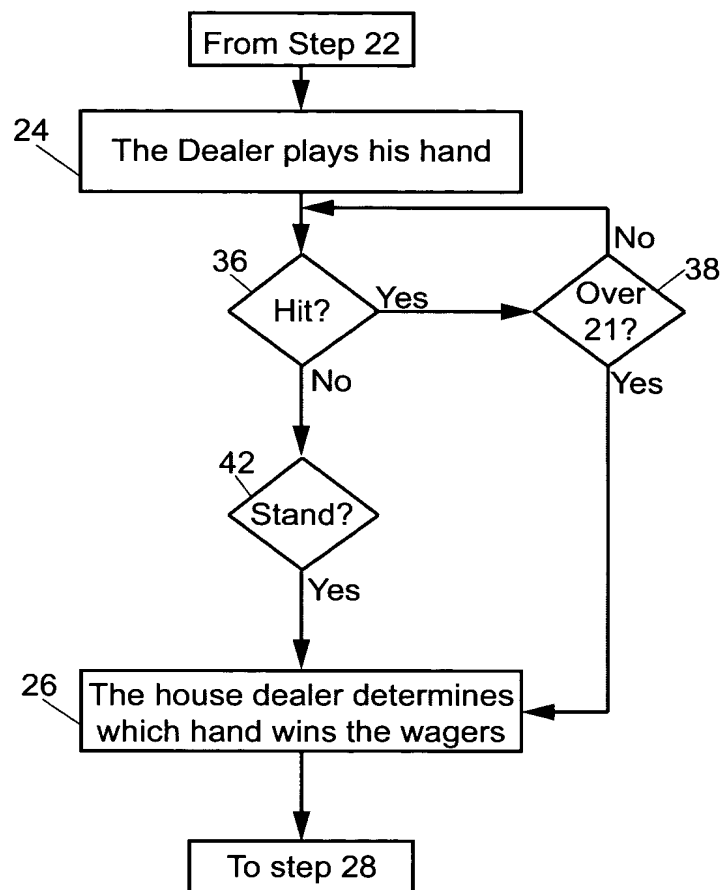 From Step 22
24
The Dealer plays his hand
No
36
38
Hit?
Yes
Over
21?
No
Yes
42
Stand?
Yes
26
The house dealer determines
which hand wins the wagers
To step 28